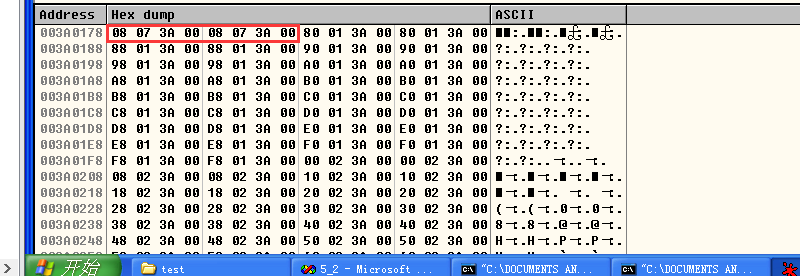 Address Hex dump ASCII
003A0178 08 07 3A 00 08 07 3A 00 80 01 3A 00 80 01 3A 00
003A0188 88 01 3A 00 88 01 3A 00 90 01 3A 00 90 01 3A 00 ?:.?:.?:.?:.
003A0198 98 01 3A 00 98 01 3A 00 A0 01 3A 00 A0 01 3A 00 ?:.?:.?:.?:.
003A01A8 A8 01 3A 00 A8 01 3A 00 B0 01 3A 00 B0 01 3A 00 ?:.?:.?:.?:.
003A01B8 B8 01 3A 00 B8 01 3A 00 C0 01 3A 00 C0 01 3A 00 ?:.?:.?:.?:.
003A01C8 C8 01 3A 00 C8 01 3A 00 D0 01 3A 00 D0 01 3A 00 ?:.?:.?:.?:.
003A01D8 D8 01 3A 00 D8 01 3A 00 E0 01 3A 00 E0 01 3A 00 ?:.?:.?:.?:.
003A01E8 E8 01 3A 00 E8 01 3A 00 F0 01 3A 00 F0 01 3A 00 ?:.?:.?:.?:.
003A01F8 F8 01 3A 00 F8 01 3A 00 00 02 3A 00 00 02 3A 00
003A0208 08 02 3A 00 08 02 3A 00 10 02 3A 00 10 02 3A 00
003A0218 18 02 3A 00 18 02 3A 00 20 02 3A 00 20 02 3A 00
003A0228 28 02 3A 00 28 02 3A 00 30 02 3A 00 30 02 3A 00
003A0238 38 02 3A 00 38 02 3A 00 40 02 3A 00 40 02 3A 00
003A0248 48 02 3A 00 48 02 3A 00 50 02 3A 00 50 02 3A 00
开始 test 5_2 - Microsoft ... "C:\DOCUMENTS AN... "C:\DOCUMENTS AN...